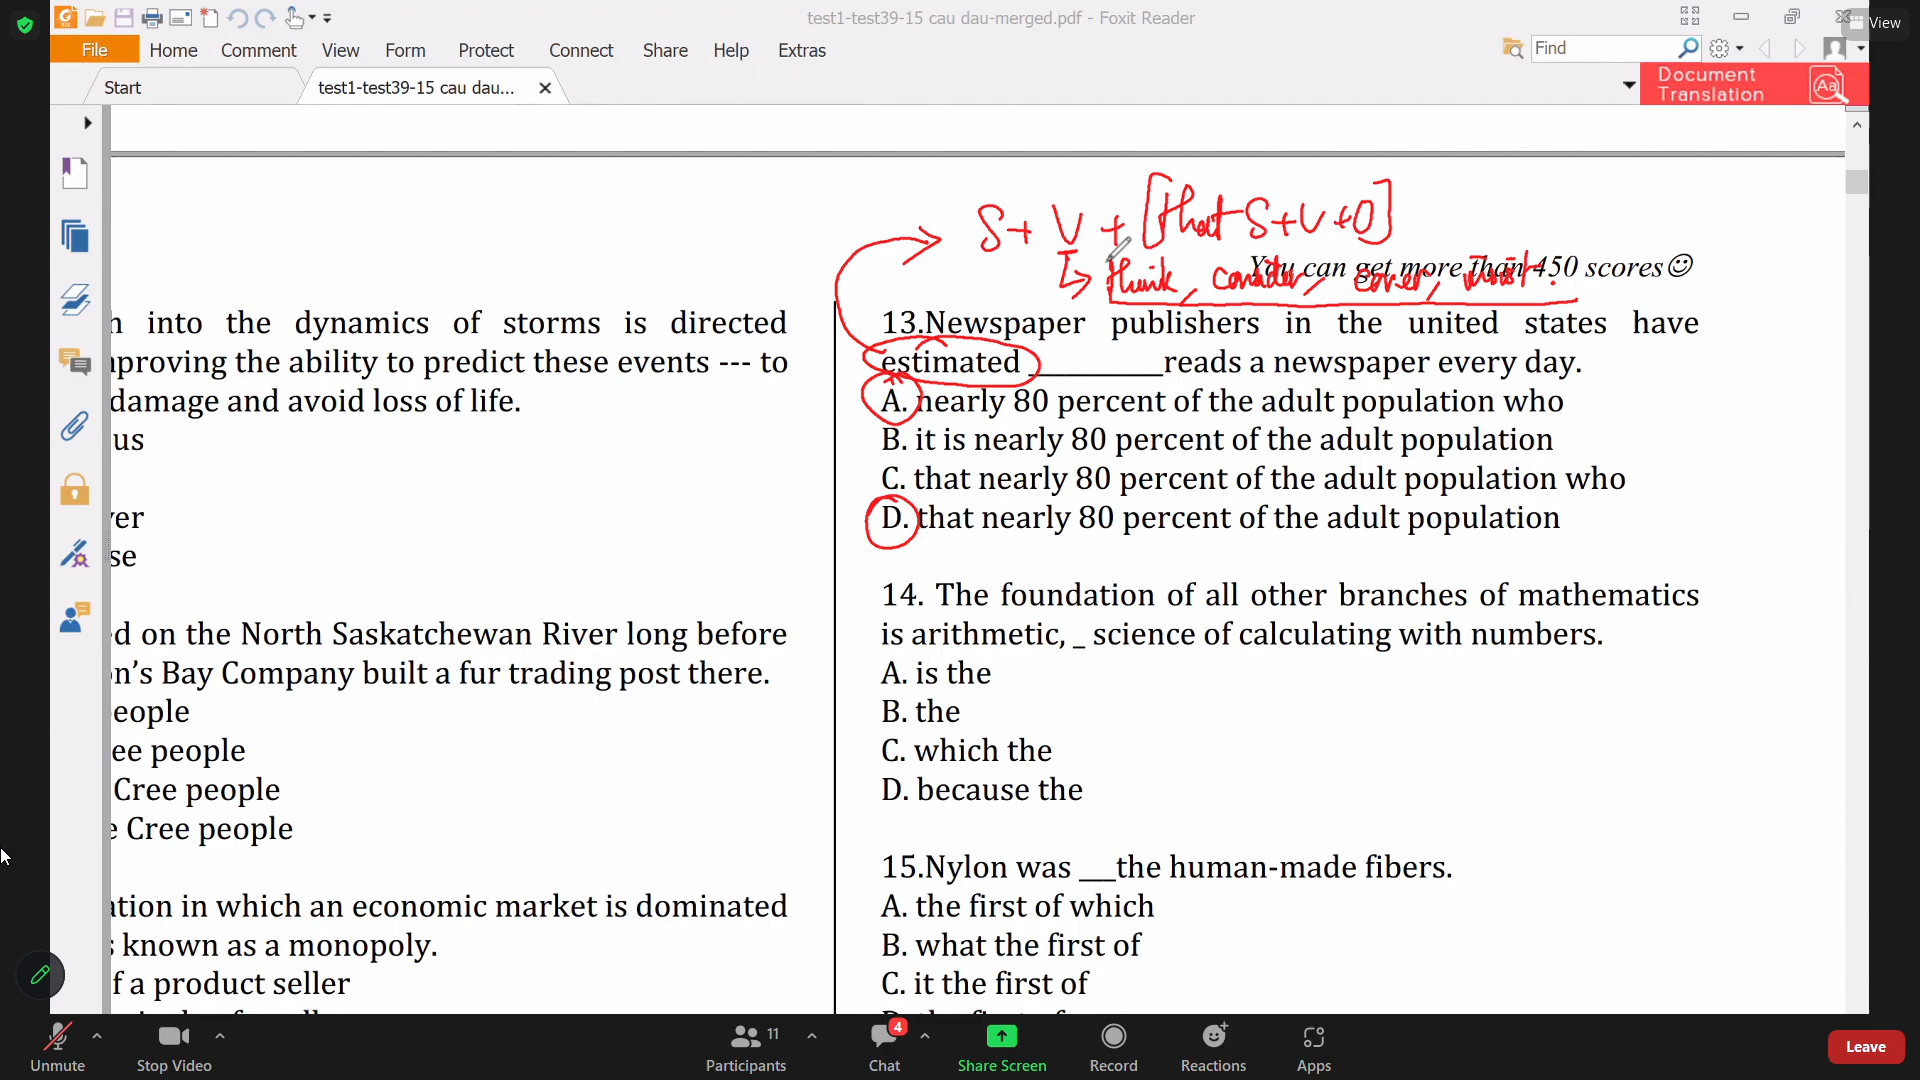 test1-test39-15 cau dau-merged.pdf - Foxit Reader
View
File Home Comment View Form Protect Connect Share Help Extras
Find
Start
test1-test39-15 cau dau...
Document
Translation
Aa
S + V + [that S+V+O]
You can get more than 450 scores☺
think, consider,
h into the dynamics of storms is directed
nproving the ability to predict these events --- to
damage and avoid loss of life.
us
ver
se
ed on the North Saskatchewan River long before
on's Bay Company built a fur trading post there.
eople
ee people
Cree people
e Cree people
ation in which an economic market is dominated
s known as a monopoly.
f a product seller
13.Newspaper publishers in the united states have
estimated __________reads a newspaper every day.
A. nearly 80 percent of the adult population who
B. it is nearly 80 percent of the adult population
C. that nearly 80 percent of the adult population who
D. that nearly 80 percent of the adult population
14. The foundation of all other branches of mathematics
is arithmetic, _ science of calculating with numbers.
A. is the
B. the
C. which the
D. because the
15.Nylon was ___the human-made fibers.
A. the first of which
B. what the first of
C. it the first of
Unmute
Stop Video
11
Participants
4
Chat
Share Screen
Record
Reactions
Apps
Leave